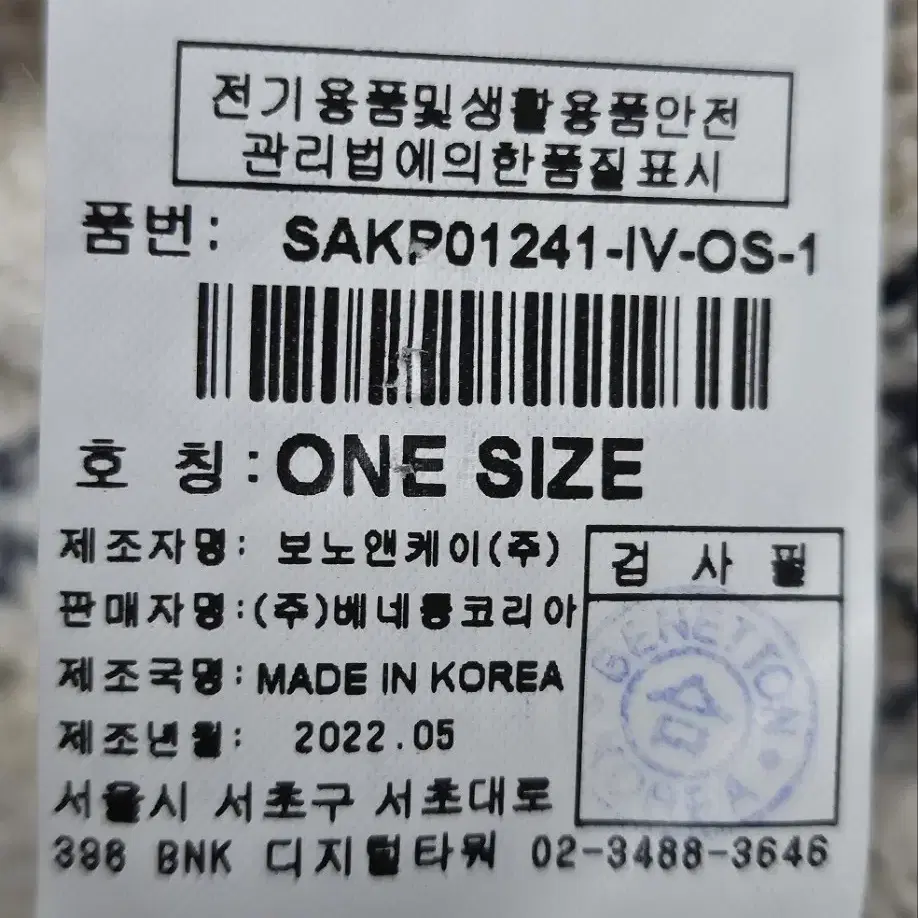 전기용품및생활용품안전
관리법에의한품질표시
품번: SAKP01241-IV-OS-1
호 칭:ONE SIZE
제조자명: 보노앤케이(주)
판매자명:(주)베네통코리아
제조국명:MADE IN KOREA
제조년월: 2022.05
서울시 서초구 서초대로
398 BNK 디지털타워 02-3488-3646
검 사 필
BENETTON
KOREA
검